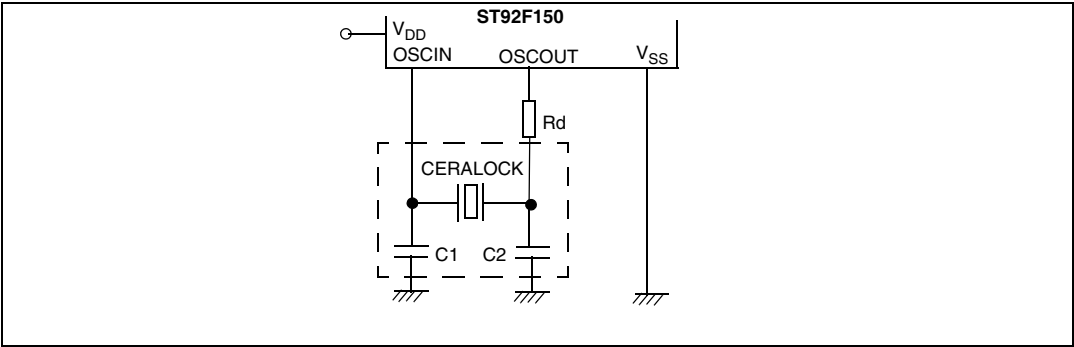 ST92F150
VDD
OSCIN OSCOUT VSS
Rd
CERALOCK
C1 C2